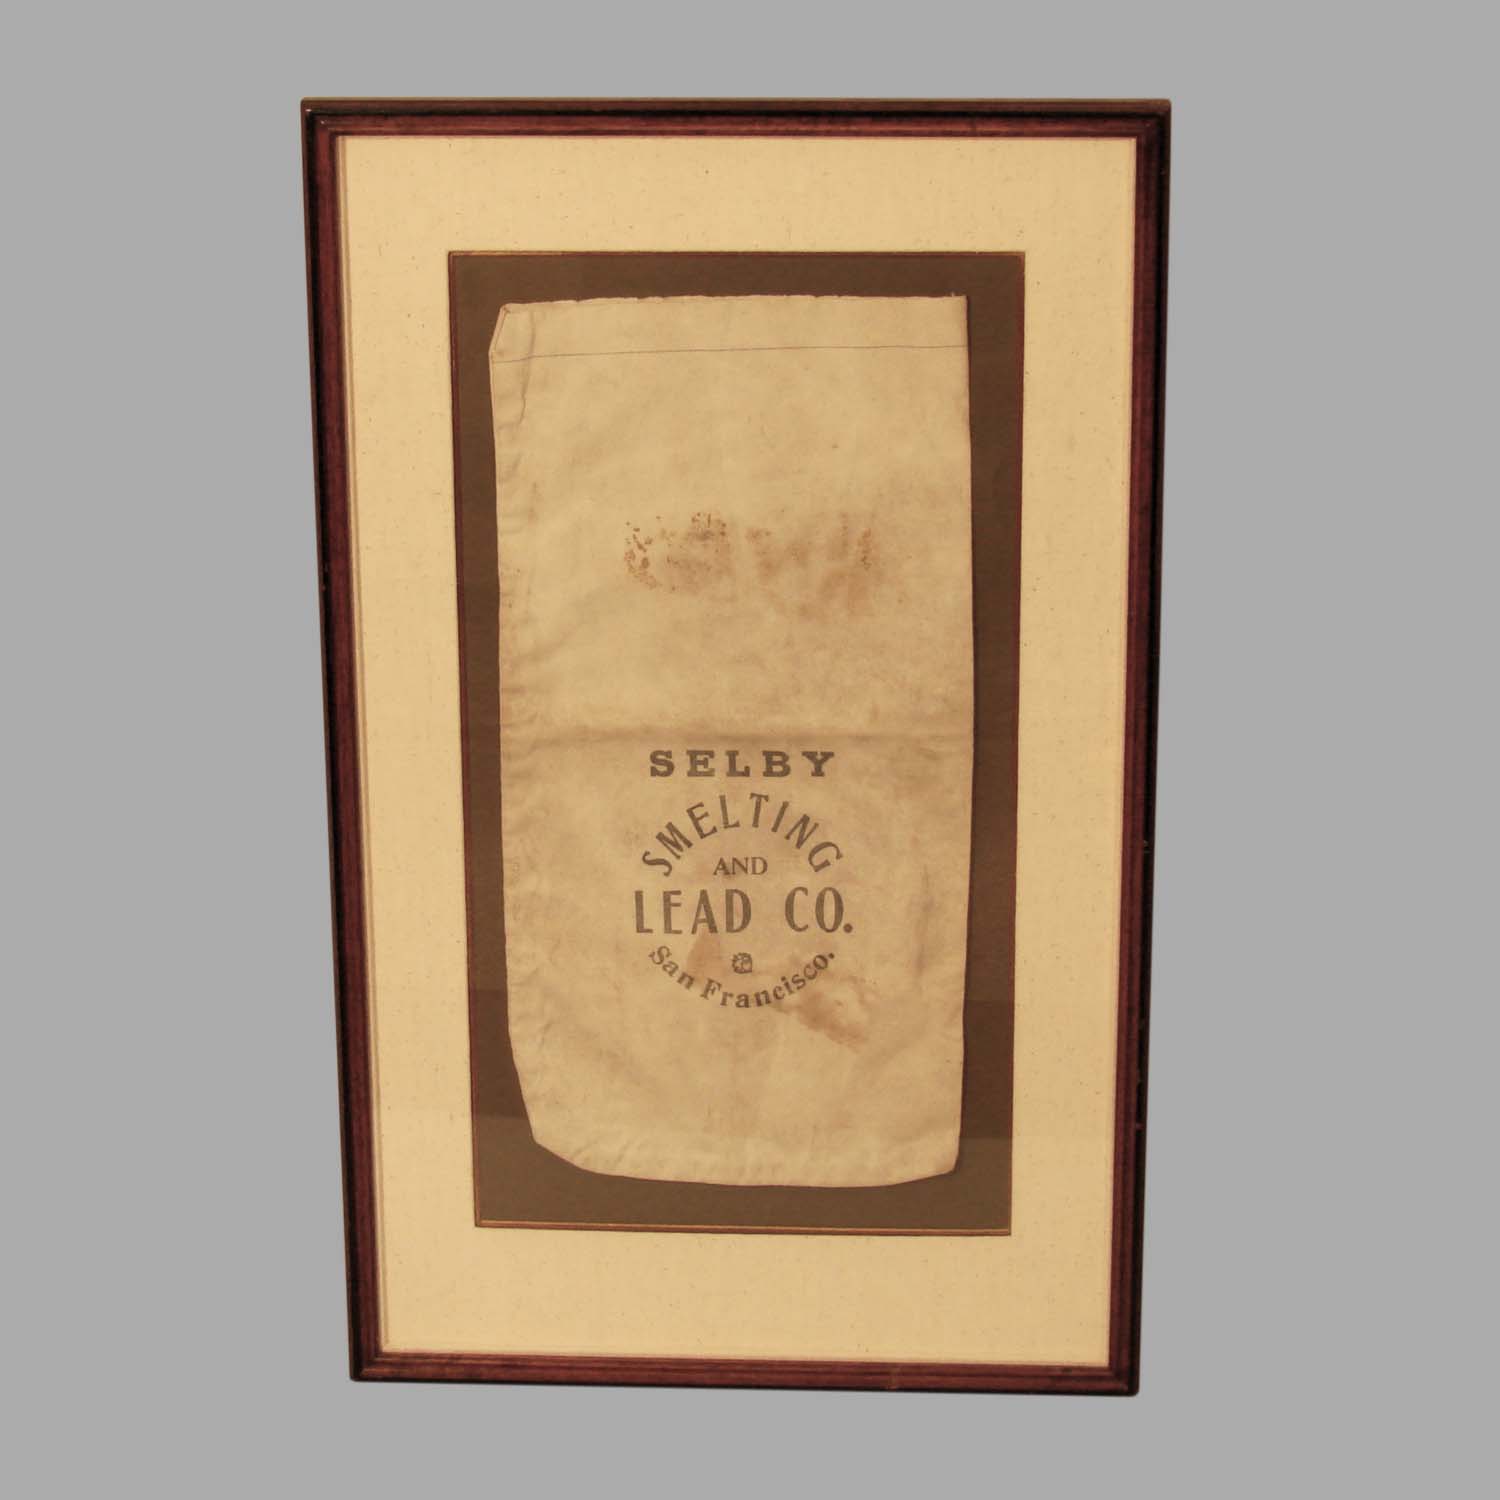 SELBY
SMELTING
AND
LEAD CO.
San Francisco.